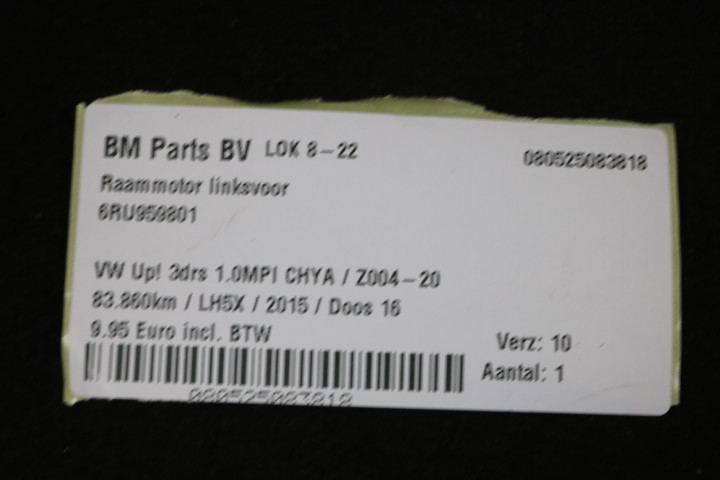 BM Parts BV LOK 8-22 080525083818
Raammotor linksvoor
6RU959801
VW Up! 3drs 1.0MPI CHYA / Z004-20
83.860km / LH5X / 2015 / Doos 16
9.95 Euro incl. BTW
Verz: 10
Aantal: 1
080525083818